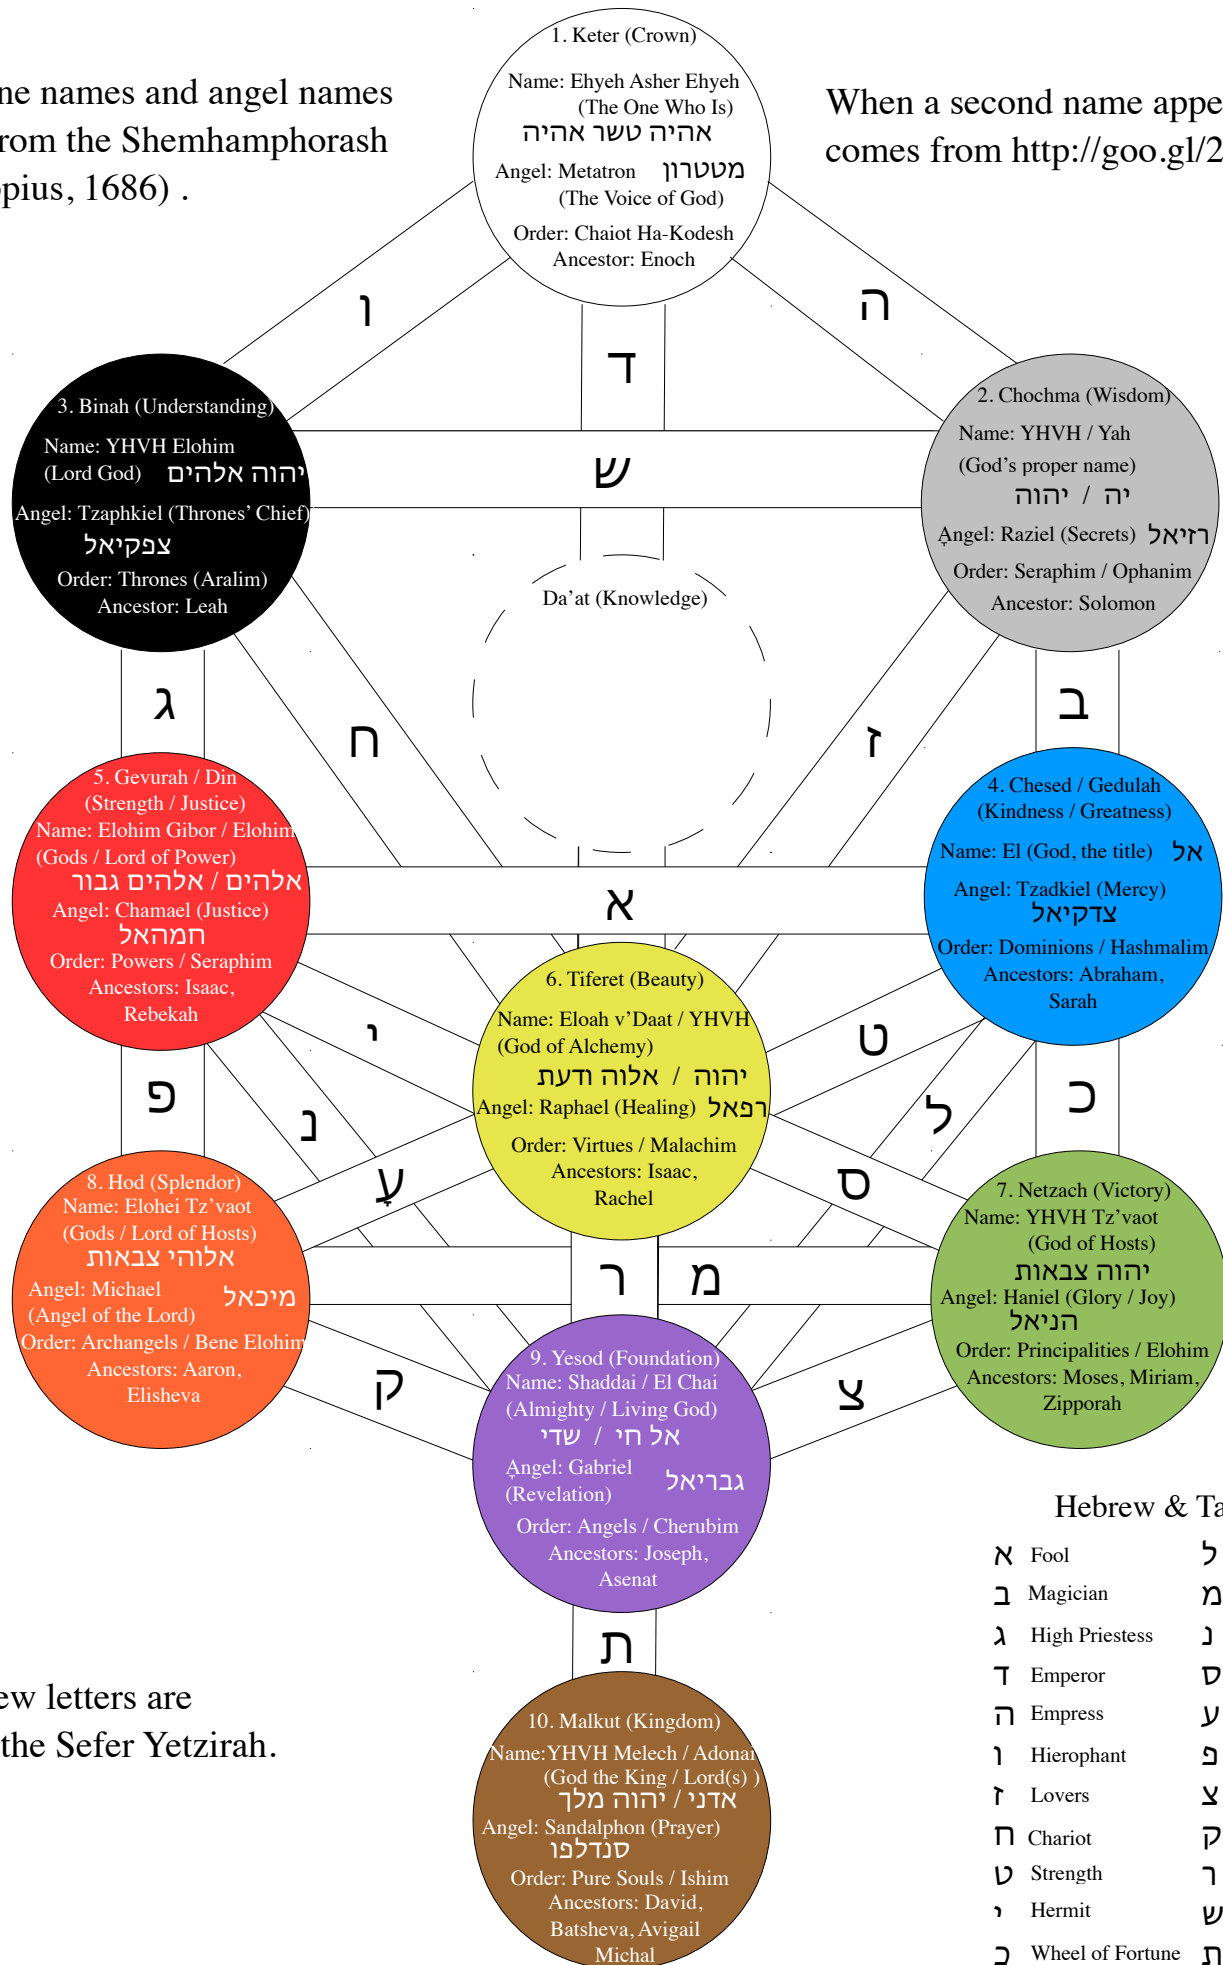 ne names and angel names
rom the Shemhamphorash
pius, 1686) .
When a second name appe
comes from http://goo.gl/2
1. Keter (Crown)
Name: Ehyeh Asher Ehyeh
(The One Who Is)
אהיה טשר אהיה
Angel: Metatron מטטרון
(The Voice of God)
Order: Chaiot Ha-Kodesh
Ancestor: Enoch
ו
ה
ד
3. Binah (Understanding)
Name: YHVH Elohim
(Lord God) יהוה אלהים
Angel: Tzaphkiel (Thrones' Chief)
צפקיאל
Order: Thrones (Aralim)
Ancestor: Leah
ש
2. Chochma (Wisdom)
Name: YHVH / Yah
(God's proper name)
יה / יהוה
Angel: Raziel (Secrets) רזיאל
Order: Seraphim / Ophanim
Ancestor: Solomon
Da'at (Knowledge)
ג
ח
ז
ב
5. Gevurah / Din
(Strength / Justice)
Name: Elohim Gibor / Elohim
(Gods / Lord of Power)
אלהים / אלהים גבור
Angel: Chamael (Justice)
חמהאל
Order: Powers / Seraphim
Ancestors: Isaac,
Rebekah
א
4. Chesed / Gedulah
(Kindness / Greatness)
Name: El (God, the title) אל
Angel: Tzadkiel (Mercy)
צדקיאל
Order: Dominions / Hashmalim
Ancestors: Abraham,
Sarah
6. Tiferet (Beauty)
Name: Eloah v'Daat / YHVH
(God of Alchemy)
יהוה / אלוה ודעת
Angel: Raphael (Healing) רפאל
Order: Virtues / Malachim
Ancestors: Isaac,
Rachel
י
ט
פ
נ
ל
כ
עָ
ס
8. Hod (Splendor)
Name: Elohei Tz'vaot
(Gods / Lord of Hosts)
אלוהי צבאות
Angel: Michael מיכאל
(Angel of the Lord)
Order: Archangels / Bene Elohim
Ancestors: Aaron,
Elisheva
ר
מ
7. Netzach (Victory)
Name: YHVH Tz'vaot
(God of Hosts)
יהוה צבאות
Angel: Haniel (Glory / Joy)
הניאל
Order: Principalities / Elohim
Ancestors: Moses, Miriam,
Zipporah
ק
צ
9. Yesod (Foundation)
Name: Shaddai / El Chai
(Almighty / Living God)
אל חי / שדי
Angel: Gabriel גבריאל
(Revelation)
Order: Angels / Cherubim
Ancestors: Joseph,
Asenat
ת
10. Malkut (Kingdom)
Name:YHVH Melech / Adonai
(God the King / Lord(s) )
אדני / יהוה מלך
Angel: Sandalphon (Prayer)
סנדלפו
Order: Pure Souls / Ishim
Ancestors: David,
Batsheva, Avigail
Michal
ew letters are
the Sefer Yetzirah.
Hebrew & Ta
א Fool ל
ב Magician מ
ג High Priestess נ
ד Emperor ס
ה Empress ע
ו Hierophant פ
ז Lovers צ
ח Chariot ק
ט Strength ר
י Hermit ש
כ Wheel of Fortune ת